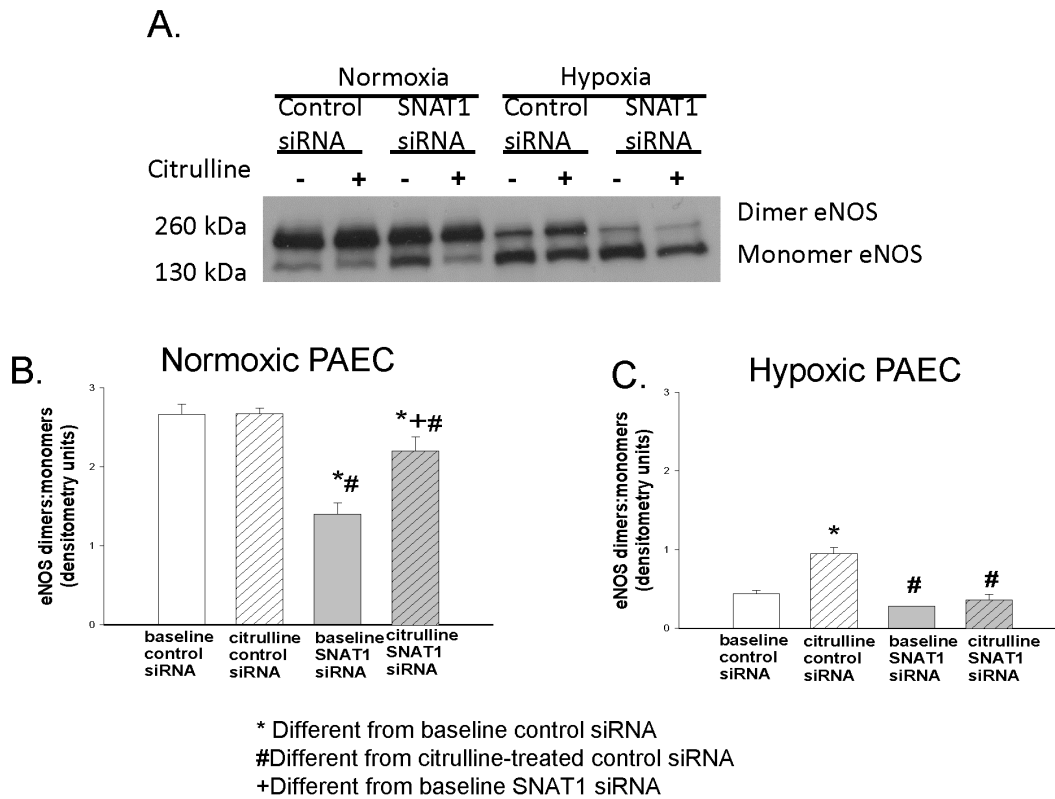 A.
Normoxia Hypoxia
Control SNAT1 Control SNAT1
siRNA siRNA siRNA siRNA
Citrulline - + - + - + - +
260 kDa Dimer eNOS
130 kDa Monomer eNOS
B. Normoxic PAEC
eNOS dimers:monomers
(densitometry units)
3
2
1
0
*#
*+#
baseline citrulline baseline citrulline
control control SNAT1 SNAT1
siRNA siRNA siRNA siRNA
C. Hypoxic PAEC
eNOS dimers:monomers
(densitometry units)
3
2
1
0
*
#
#
baseline citrulline baseline citrulline
control control SNAT1 SNAT1
siRNA siRNA siRNA siRNA
* Different from baseline control siRNA
#Different from citrulline-treated control siRNA
+Different from baseline SNAT1 siRNA